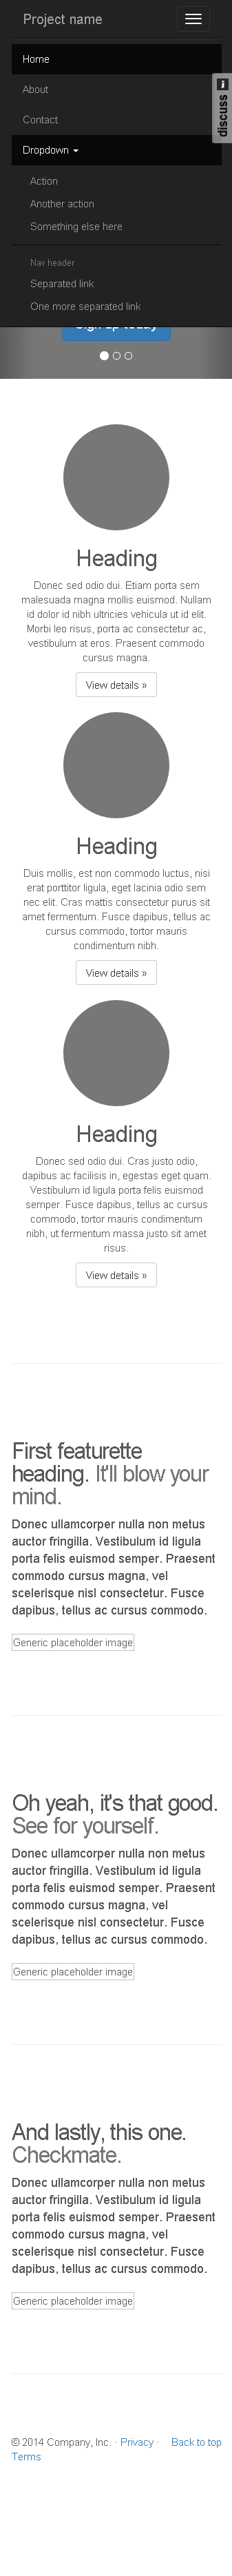 Project name
Home
discuss
About
Contact
Dropdown
Action
Another action
Something else here
Nav header
Separated link
One more separated link
Sign up today
Heading
Donec sed odio dui. Etiam porta sem
malesuada magna mollis euismod. Nullam
id dolor id nibh ultricies vehicula ut id elit.
Morbi leo risus, porta ac consectetur ac,
vestibulum at eros. Praesent commodo
cursus magna.
View details »
Heading
Duis mollis, est non commodo luctus, nisi
erat porttitor ligula, eget lacinia odio sem
nec elit. Cras mattis consectetur purus sit
amet fermentum. Fusce dapibus, tellus ac
cursus commodo, tortor mauris
condimentum nibh.
View details »
Heading
Donec sed odio dui. Cras justo odio,
dapibus ac facilisis in, egestas eget quam.
Vestibulum id ligula porta felis euismod
semper. Fusce dapibus, tellus ac cursus
commodo, tortor mauris condimentum
nibh, ut fermentum massa justo sit amet
risus.
View details »
First featurette
heading. It'll blow your
mind.
Donec ullamcorper nulla non metus
auctor fringilla. Vestibulum id ligula
porta felis euismod semper. Praesent
commodo cursus magna, vel
scelerisque nisl consectetur. Fusce
dapibus, tellus ac cursus commodo.
Generic placeholder image
Oh yeah, it's that good.
See for yourself.
Donec ullamcorper nulla non metus
auctor fringilla. Vestibulum id ligula
porta felis euismod semper. Praesent
commodo cursus magna, vel
scelerisque nisl consectetur. Fusce
dapibus, tellus ac cursus commodo.
Generic placeholder image
And lastly, this one.
Checkmate.
Donec ullamcorper nulla non metus
auctor fringilla. Vestibulum id ligula
porta felis euismod semper. Praesent
commodo cursus magna, vel
scelerisque nisl consectetur. Fusce
dapibus, tellus ac cursus commodo.
Generic placeholder image
© 2014 Company, Inc. · Privacy · Back to top
Terms